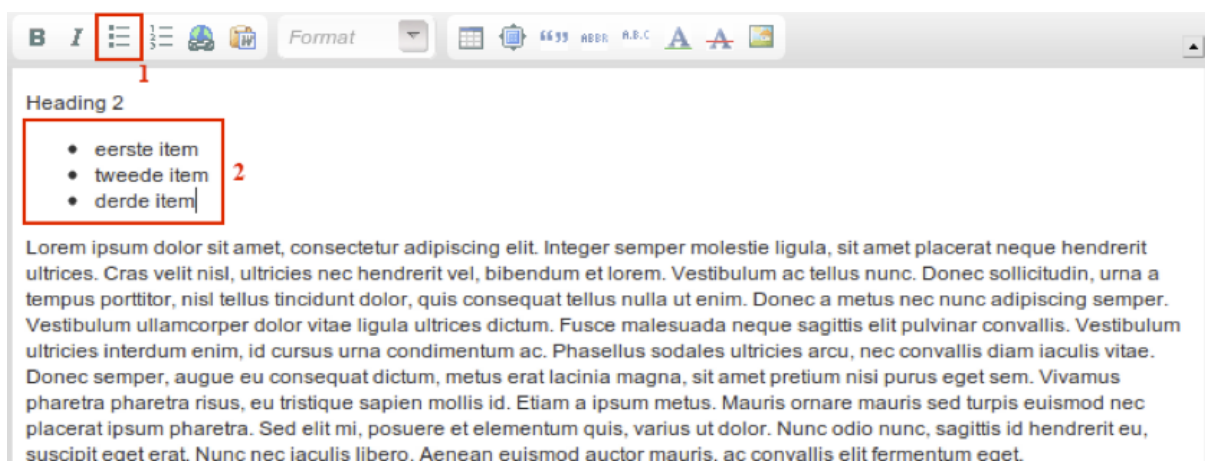 B I Format 6699 ABBR A.B.C A A
1
Heading 2
• eerste item
• tweede item
• derde item
2
Lorem ipsum dolor sit amet, consectetur adipiscing elit. Integer semper molestie ligula, sit amet placerat neque hendrerit
ultrices. Cras velit nisl, ultricies nec hendrerit vel, bibendum et lorem. Vestibulum ac tellus nunc. Donec sollicitudin, urna a
tempus porttitor, nisl tellus tincidunt dolor, quis consequat tellus nulla ut enim. Donec a metus nec nunc adipiscing semper.
Vestibulum ullamcorper dolor vitae ligula ultrices dictum. Fusce malesuada neque sagittis elit pulvinar convallis. Vestibulum
ultricies interdum enim, id cursus urna condimentum ac. Phasellus sodales ultricies arcu, nec convallis diam iaculis vitae.
Donec semper, augue eu consequat dictum, metus erat lacinia magna, sit amet pretium nisi purus eget sem. Vivamus
pharetra pharetra risus, eu tristique sapien mollis id. Etiam a ipsum metus. Mauris ornare mauris sed turpis euismod nec
placerat ipsum pharetra. Sed elit mi, posuere et elementum quis, varius ut dolor. Nunc odio nunc, sagittis id hendrerit eu,
suscipit eget erat. Nunc nec iaculis libero. Aenean euismod auctor mauris, ac convallis elit fermentum eget.